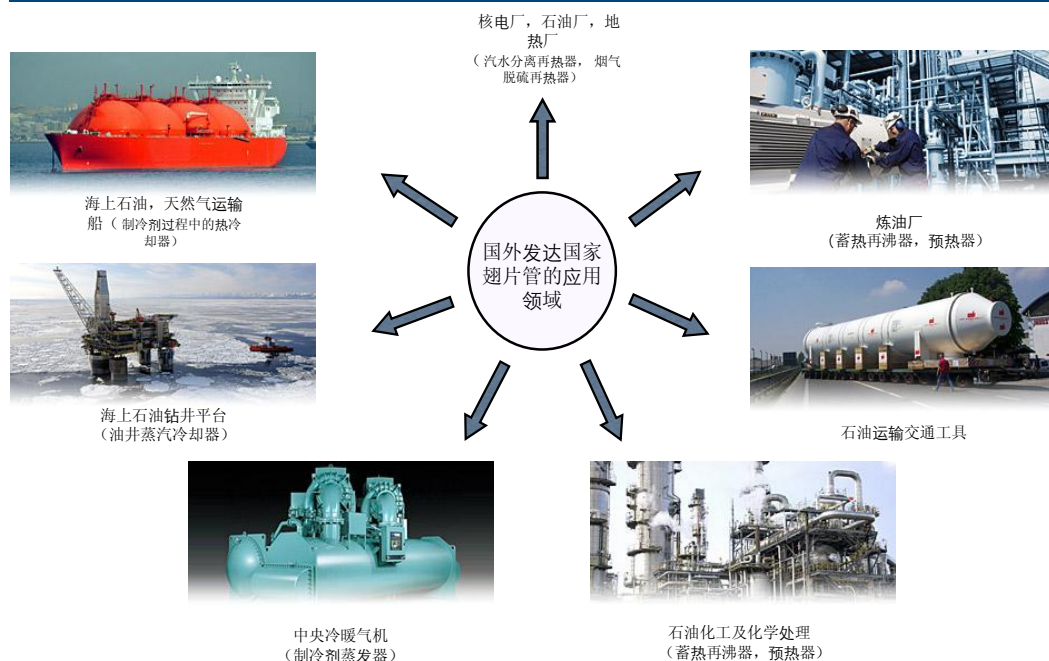 核电厂，石油厂，地
热厂
（ 汽水分离再热器， 烟气
脱硫再热器）
海上石油，天然气运输
船（ 制冷剂过程中的热冷
却器）
炼油厂
（蓄热再沸器，预热器）
国外发达国家
翅片管的应用
领域
海上石油钻井平台
（油井蒸汽冷却器）
石油运输交通工具
中央冷暖气机
（制冷剂蒸发器）
石油化工及化学处理
（蓄热再沸器，预热器）